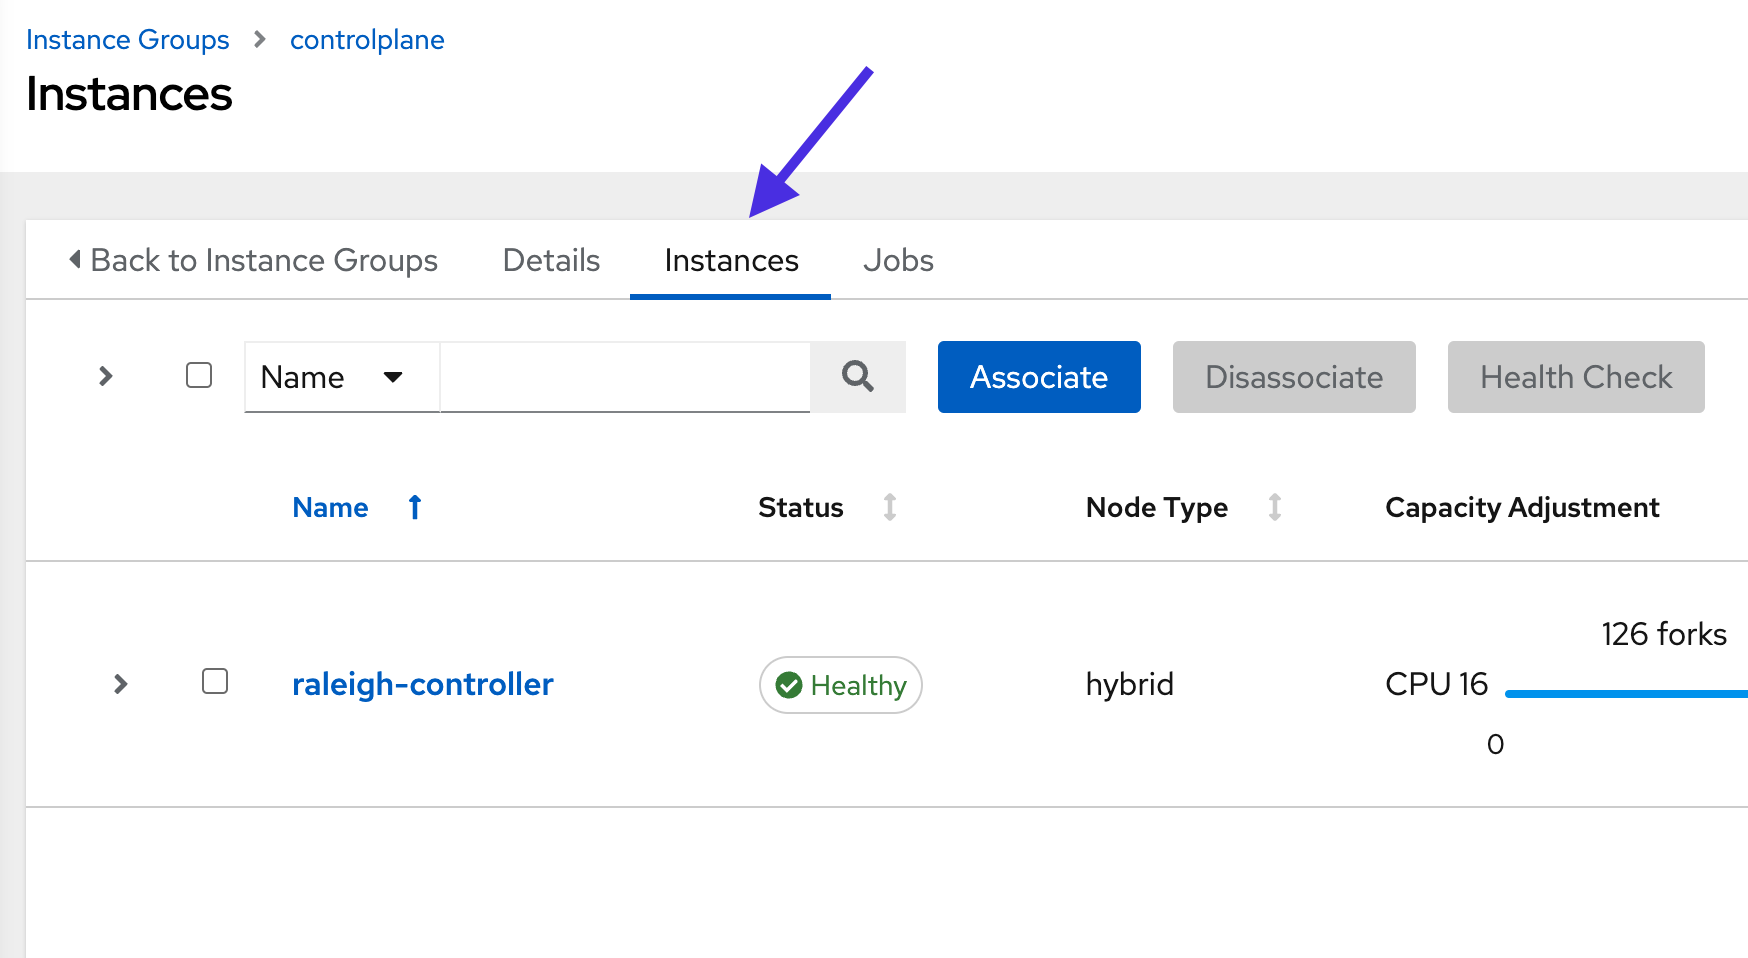 Instance Groups controlplane
Instances
Back to Instance Groups Details Instances Jobs
Name Associate Disassociate Health Check
Name Status Node Type Capacity Adjustment
126 forks
raleigh-controller Healthy hybrid CPU 16
0